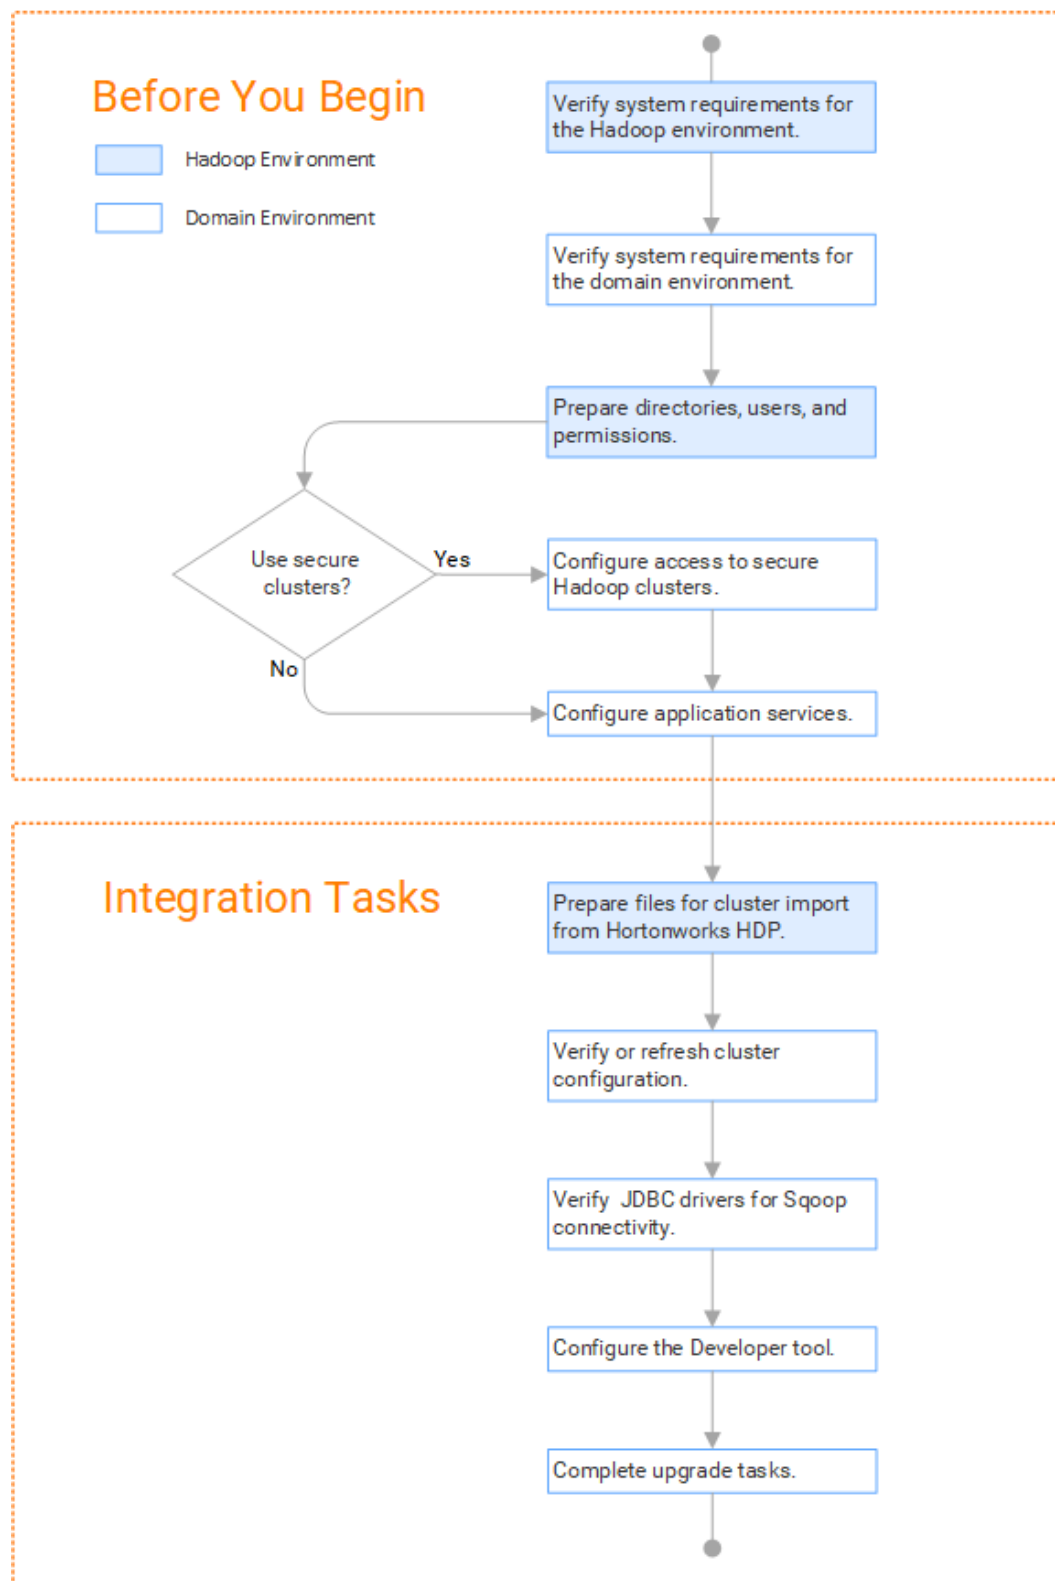 Before You Begin
Hadoop Environment
Domain Environment
Verify system requirements for
the Hadoop environment.
Verify system requirements for
the domain environment.
Prepare directories, users, and
permissions.
Use secure
clusters?
Yes
No
Configure access to secure
Hadoop clusters.
Configure application services.
Integration Tasks
Prepare files for cluster import
from Hortonworks HDP.
Verify or refresh cluster
configuration.
Verify JDBC drivers for Sqoop
connectivity.
Configure the Developer tool.
Complete upgrade tasks.